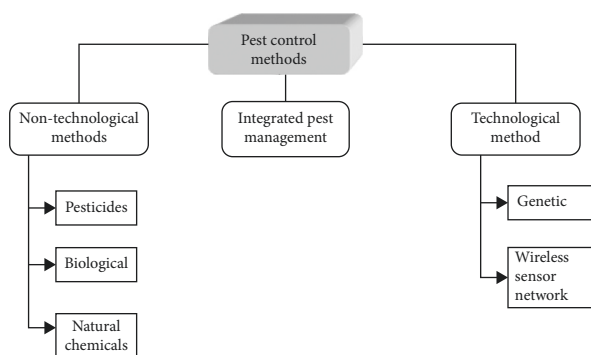 Pest control
methods
Non-technological
methods
Integrated pest
management
Technological
method
Pesticides
Biological
Natural
chemicals
Genetic
Wireless
sensor
network